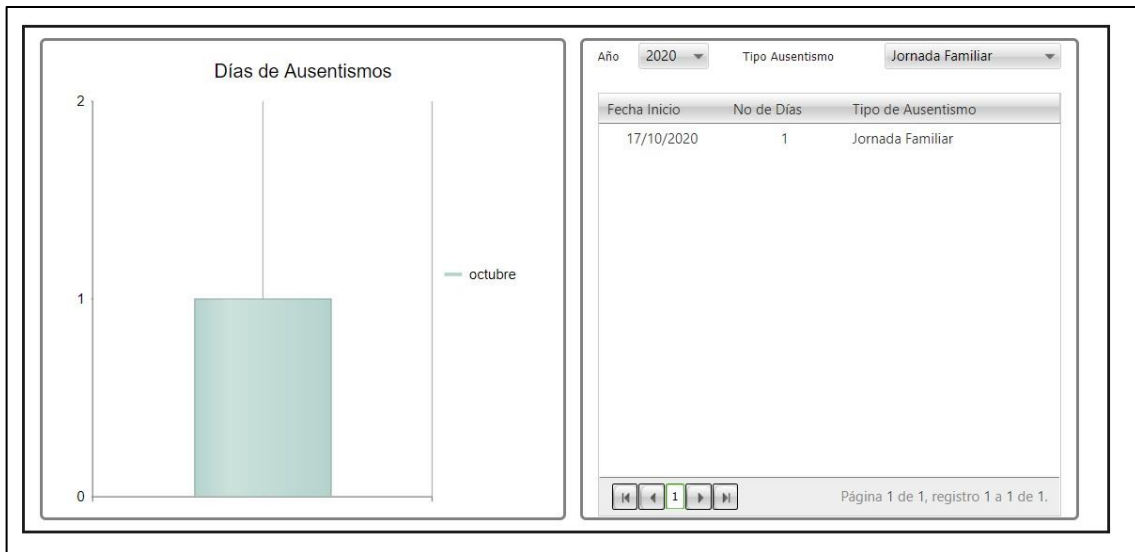 Días de Ausentismos
2
1
0
octubre
Año 2020 Tipo Ausentismo Jornada Familiar
Fecha Inicio No de Días Tipo de Ausentismo
17/10/2020 1 Jornada Familiar
1 Página 1 de 1, registro 1 a 1 de 1.